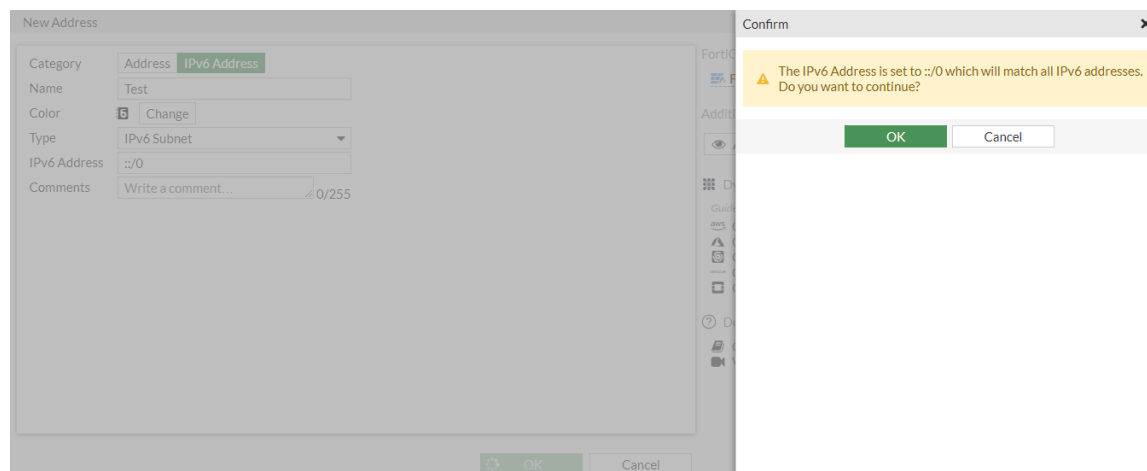 New Address
Category Address IPv6 Address
Name Test
Color Change
Type IPv6 Subnet
IPv6 Address ::/0
Comments Write a comment... 0/255
OK Cancel
Confirm
The IPv6 Address is set to ::/0 which will match all IPv6 addresses.
Do you want to continue?
OK Cancel